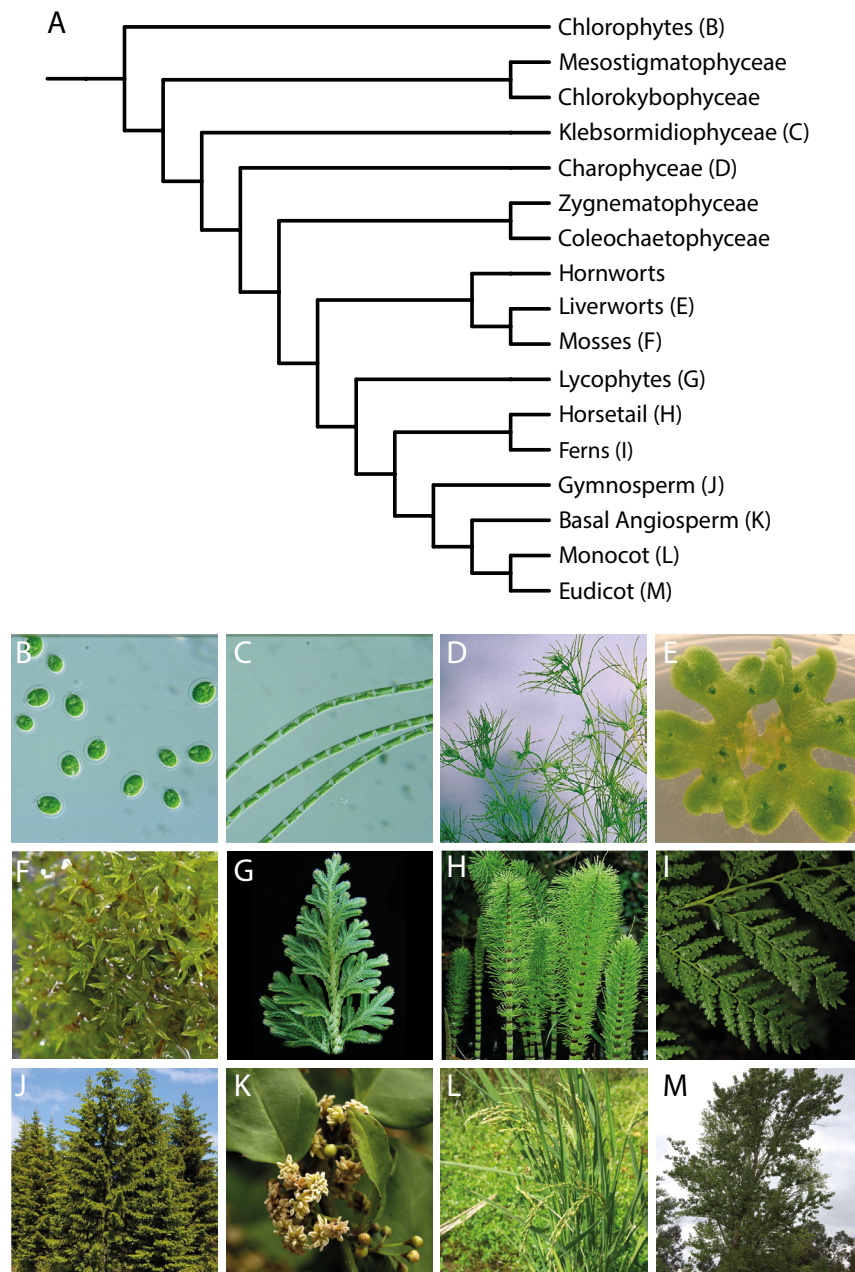 A
Chlorophytes (B)
Mesostigmatophyceae
Chlorokybophyceae
Klebsormidiophyceae (C)
Charophyceae (D)
Zygnematophyceae
Coleochaetophyceae
Hornworts
Liverworts (E)
Mosses (F)
Lycophytes (G)
Horsetail (H)
Ferns (I)
Gymnosperm (J)
Basal Angiosperm (K)
Monocot (L)
Eudicot (M)
B C D E
F G H I
J K L M